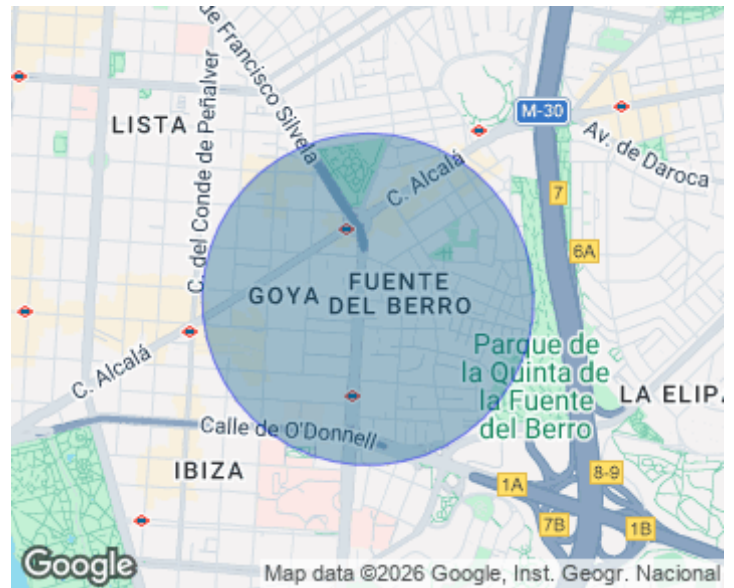 de Francisco Silvela
LISTA
C. del Conde de Peñalver
M-30
Av. de Daroca
C. Alcalá
7
6A
GOYA
FUENTE
DEL BERRO
C. Alcalá
Parque de
la Quinta de
la Fuente
del Berro
LA ELIPA
Calle de O'Donnell
IBIZA
1A
8-9
7B
1B
Google
Map data ©2026 Google, Inst. Geogr. Nacional